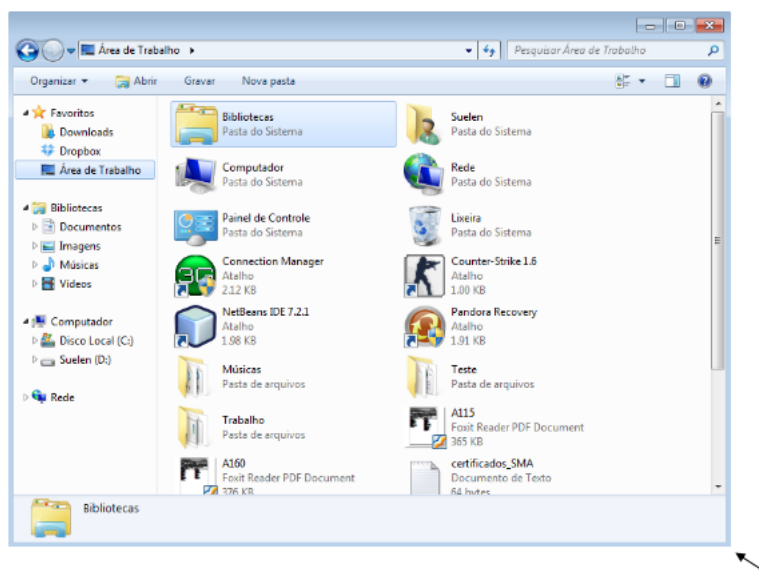 Área de Trabalho
Pesquisar Área de Trabalho
Organizar
Abrir
Gravar
Nova pasta
Favoritos
Downloads
Dropbox
Área de Trabalho
Bibliotecas
Documentos
Imagens
Músicas
Vídeos
Computador
Disco Local (C:)
Suelen (D:)
Rede
Bibliotecas
Pasta do Sistema
Suelen
Pasta do Sistema
Computador
Pasta do Sistema
Rede
Pasta do Sistema
Painel de Controle
Pasta do Sistema
Lixeira
Pasta do Sistema
3G
Connection Manager
Atalho
2.12 KB
Counter-Strike 1.6
Atalho
1.00 KB
NetBeans IDE 7.2.1
Atalho
1.98 KB
Pandora Recovery
Atalho
1.91 KB
Músicas
Pasta de arquivos
Teste
Pasta de arquivos
Trabalho
Pasta de arquivos
A115
Foxit Reader PDF Document
365 KB
A160
Foxit Reader PDF Document
376 KB
certificados_SMA
Documento de Texto
64 bytes
Bibliotecas